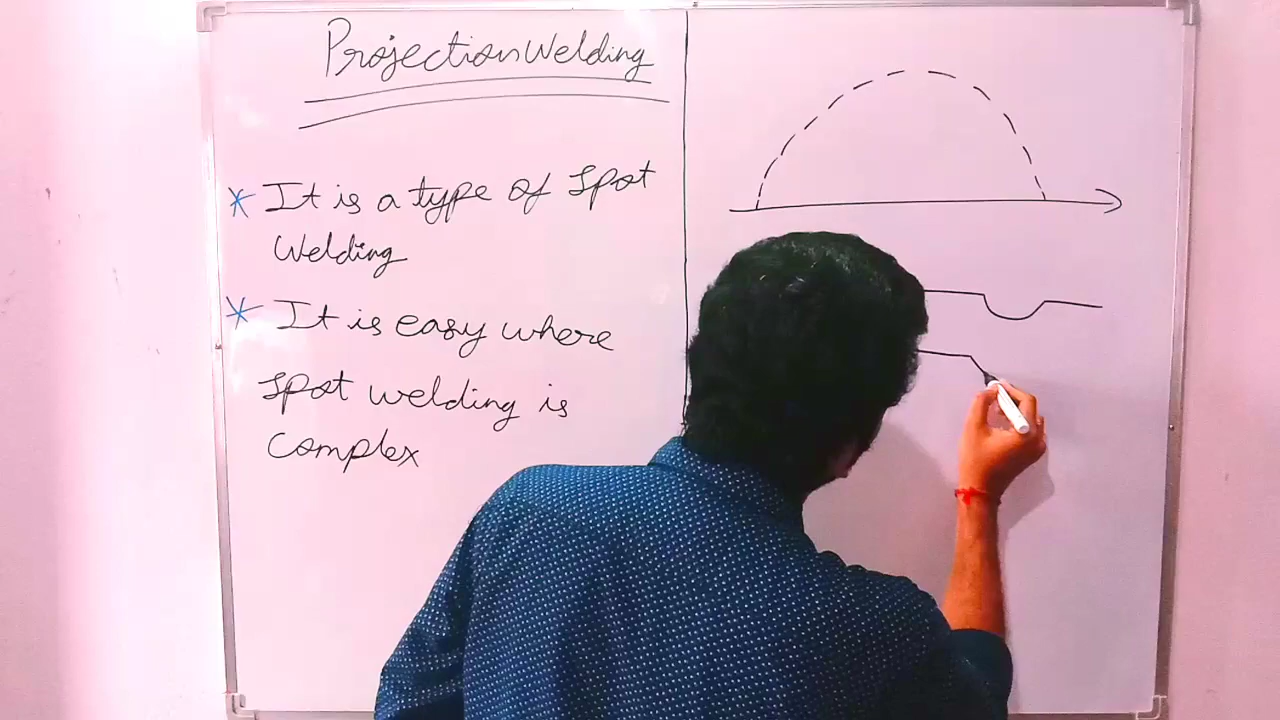 Projection Welding
* It is a type of spot
Welding
* It is easy where
spot welding is
complex